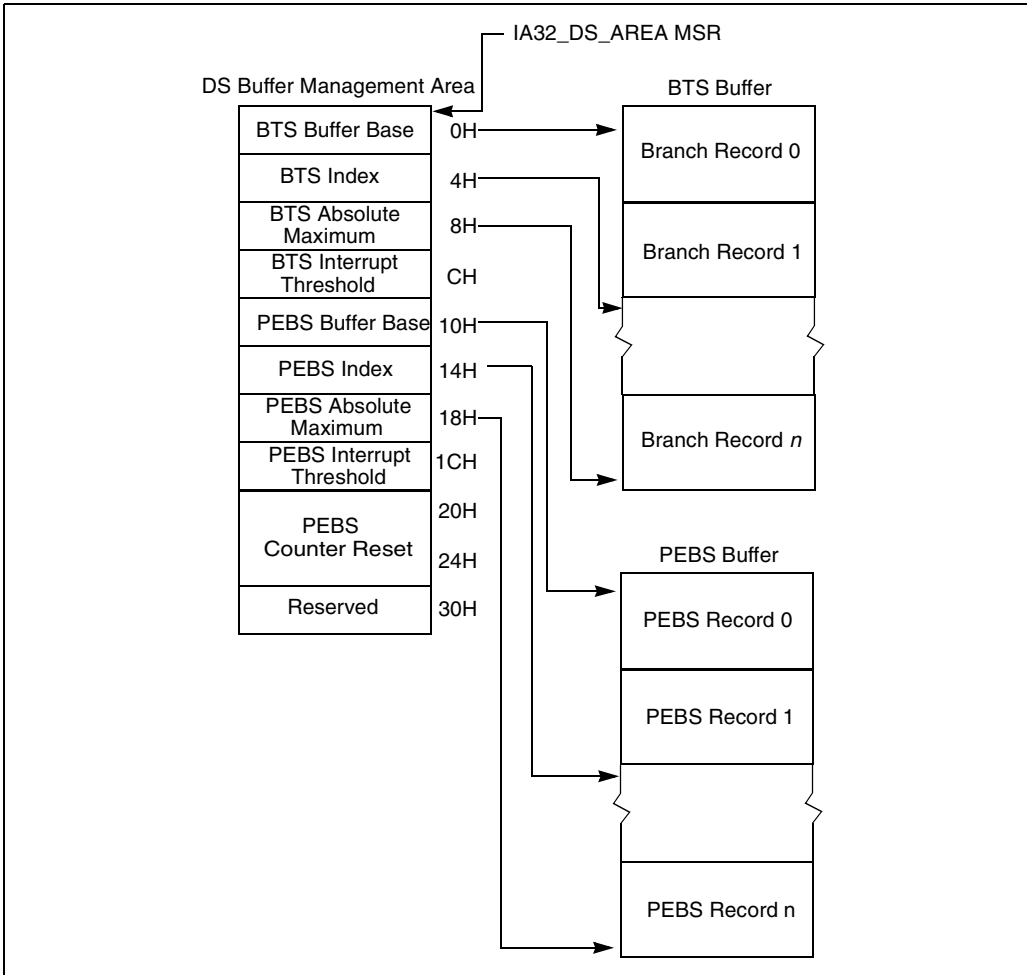 IA32_DS_AREA MSR
DS Buffer Management Area
BTS Buffer Base
0H
BTS Index
4H
BTS Absolute
Maximum
8H
BTS Interrupt
Threshold
CH
PEBS Buffer Base
10H
PEBS Index
14H
PEBS Absolute
Maximum
18H
PEBS Interrupt
Threshold
1CH
PEBS
Counter Reset
20H
24H
Reserved
30H
BTS Buffer
Branch Record 0
Branch Record 1
Branch Record n
PEBS Buffer
PEBS Record 0
PEBS Record 1
PEBS Record n